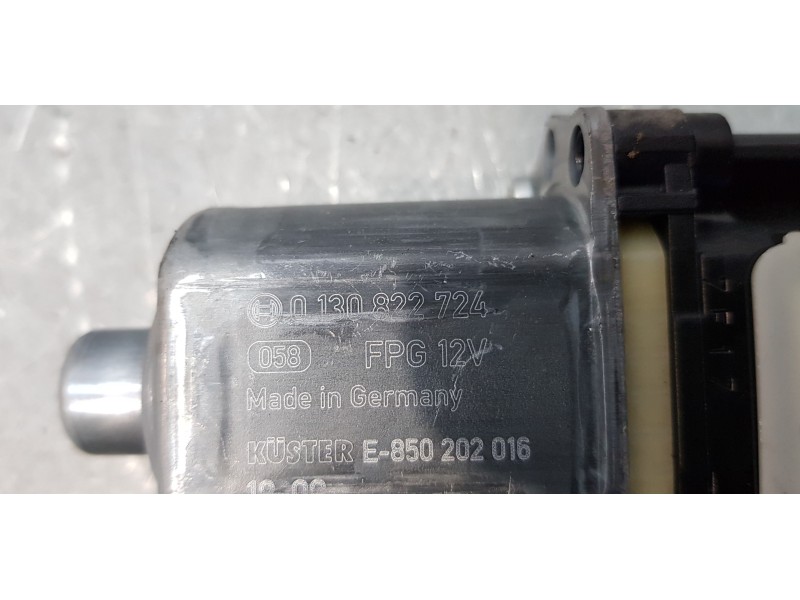 0 130 822 724
058 FPG 12V
Made in Germany
KÜSTER E-850 202 016